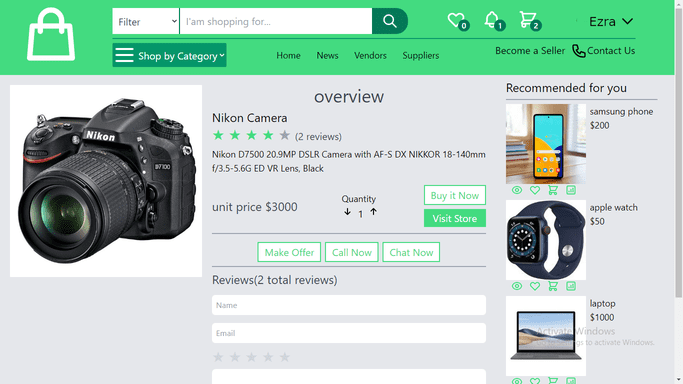 Filter
I'am shopping for...
0
1
2
Ezra
Shop by Category
Home
News
Vendors
Suppliers
Become a Seller
Contact Us
overview
Nikon
D7100
Nikon Camera
(2 reviews)
Nikon D7500 20.9MP DSLR Camera with AF-S DX NIKKOR 18-140mm
f/3.5-5.6G ED VR Lens, Black
unit price $3000
Quantity
1
Buy it Now
Visit Store
Make Offer
Call Now
Chat Now
Reviews(2 total reviews)
Name
Email
Recommended for you
samsung phone
$200
apple watch
$50
laptop
$1000
Activate Windows
to activate Windows.